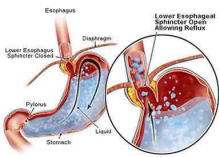 Esophagus
Diaphragm
Lower Esophagus
Sphincter Closed
Pylorus
Stomach
Liquid
Lower Esophageal
Sphincter Open
Allowing Reflux